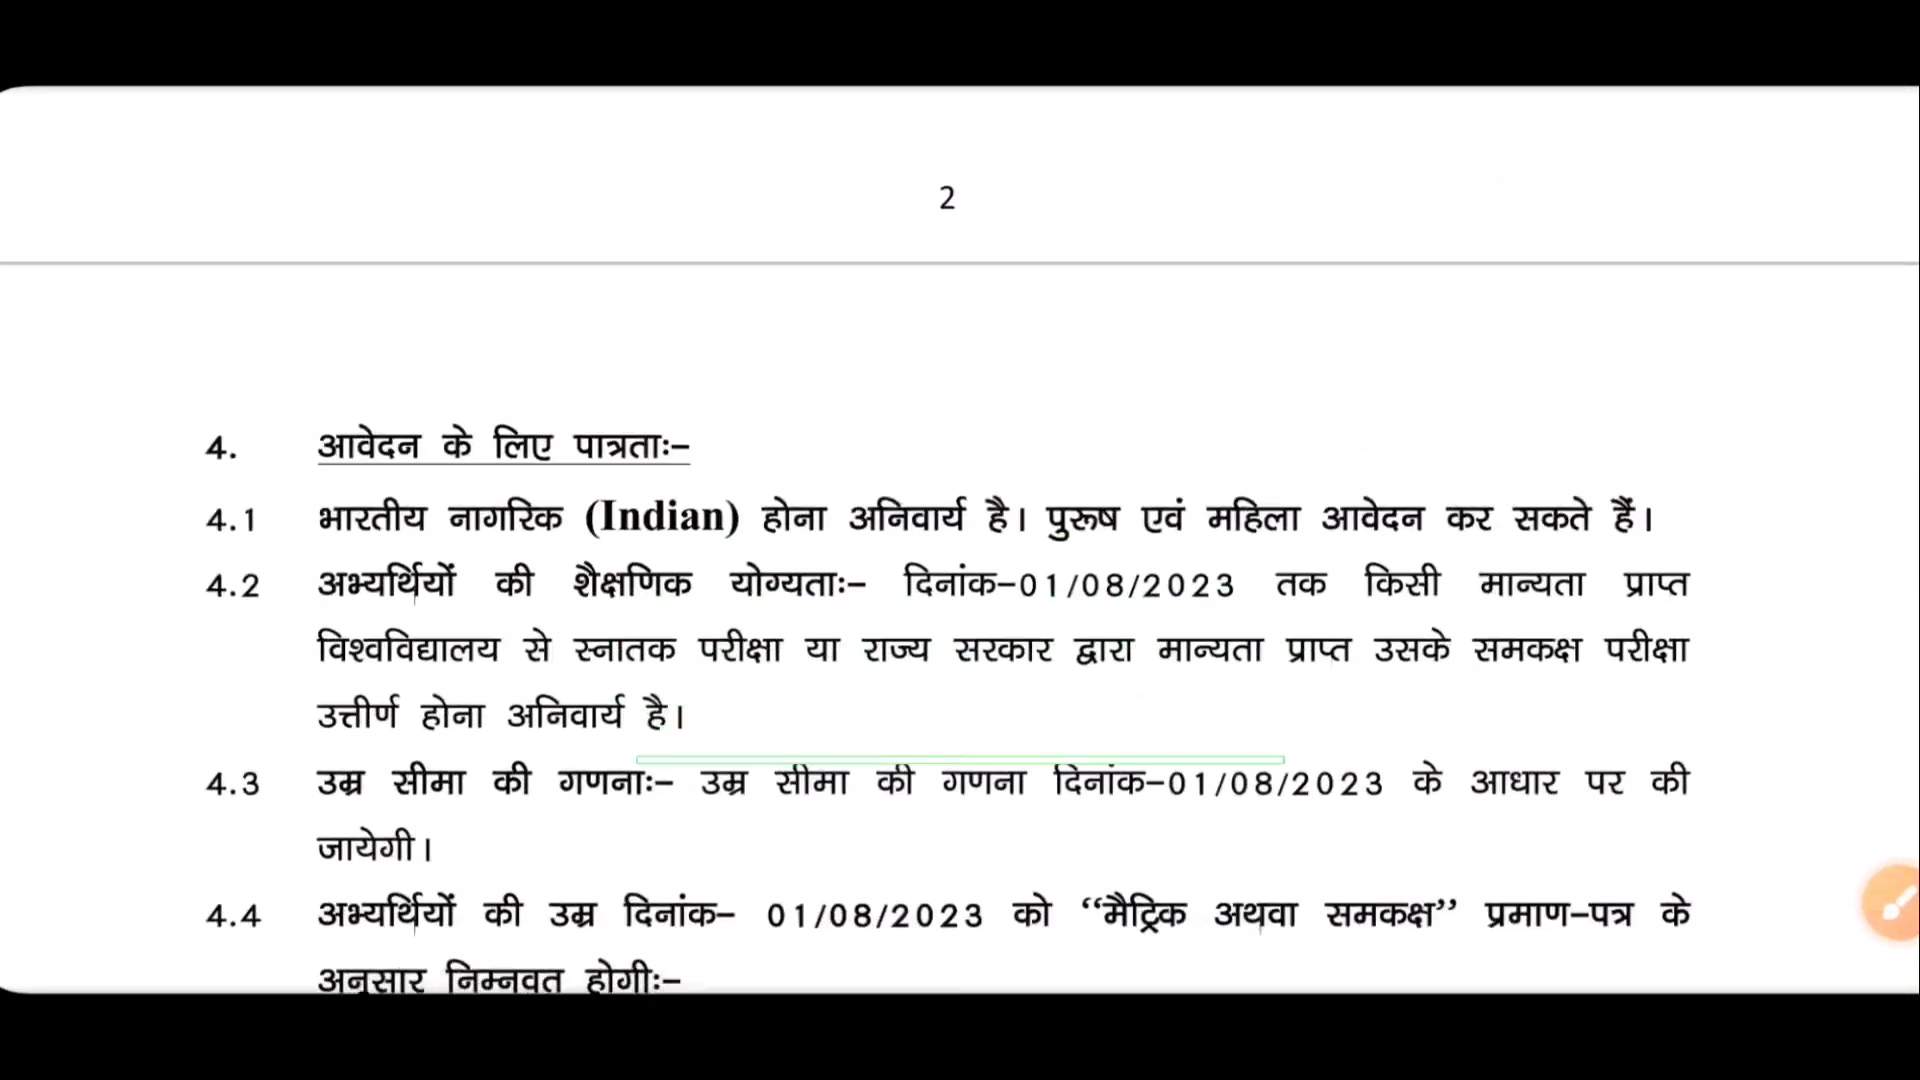 2
4. आवेदन के लिए पात्रताः–
4.1 भारतीय नागरिक (Indian) होना अनिवार्य है। पुरूष एवं महिला आवेदन कर सकते हैं।
4.2 अभ्यर्थियों की शैक्षणिक योग्यताः– दिनांक–01/08/2023 तक किसी मान्यता प्राप्त
विश्वविद्यालय से स्नातक परीक्षा या राज्य सरकार द्वारा मान्यता प्राप्त उसके समकक्ष परीक्षा
उत्तीर्ण होना अनिवार्य है।
4.3 उम्र सीमा की गणनाः– उम्र सीमा की गणना दिनांक–01/08/2023 के आधार पर की
जायेगी।
4.4 अभ्यर्थियों की उम्र दिनांक– 01/08/2023 को “मैट्रिक अथवा समकक्ष” प्रमाण–पत्र के
अनुसार निम्नवत होगीः–